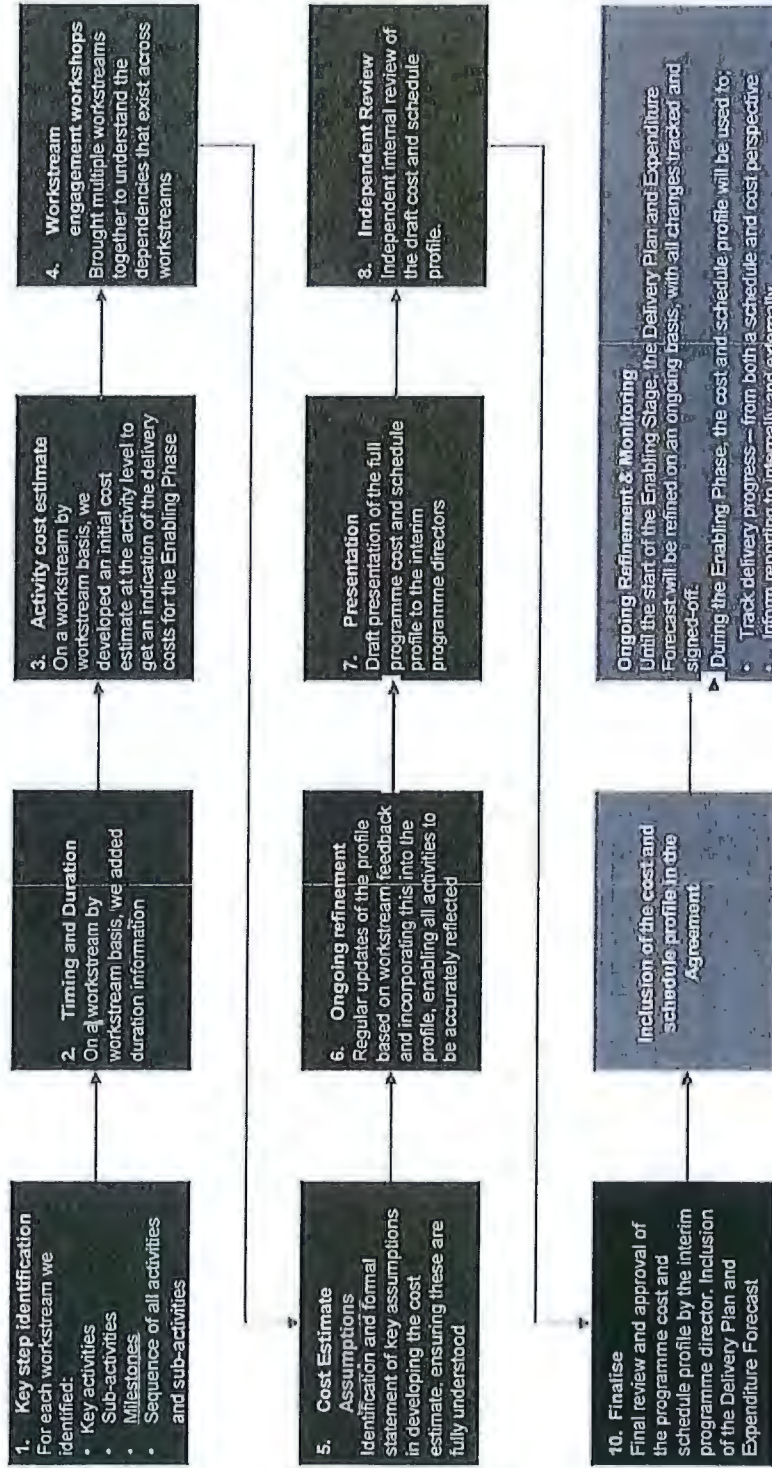 1. Key step identification
For each workstream we
identified:
• Key activities
• Sub-activities
• Milestones
• Sequence of all activities
and sub-activities
2. Timing and Duration
On a workstream by
workstream basis, we added
duration information
3. Activity cost estimate
On a workstream by
workstream basis, we
developed an initial cost
estimate at the activity level to
get an indication of the delivery
costs for the Enabling Phase
4. Workstream
engagement workshops
Brought multiple workstreams
together to understand the
dependencies that exist across
workstreams
5. Cost Estimate
Assumptions
Identification and formal
statement of key assumptions
in developing the cost
estimate, ensuring these are
fully understood
6. Ongoing refinement
Regular updates of the profile
based on workstream feedback
and incorporating this into the
profile, enabling all activities to
be accurately reflected
7. Presentation
Draft presentation of the full
programme cost and schedule
profile to the interim
programme directors
8. Independent Review
Independent internal review of
the draft cost and schedule
profile.
10. Finalise
Final review and approval of
the programme cost and
schedule profile by the interim
programme director. Inclusion
of the Delivery Plan and
Expenditure Forecast
Inclusion of the cost and
schedule profile in the
Agreement
Ongoing Refinement & Monitoring
Until the start of the Enabling Stage, the Delivery Plan and Expenditure
Forecast will be refined on an ongoing basis, with all changes tracked and
signed-off.
During the Enabling Phase, the cost and schedule profile will be used to:
• Track delivery progress – from both a schedule and cost perspective
• Inform reporting to internally and externally